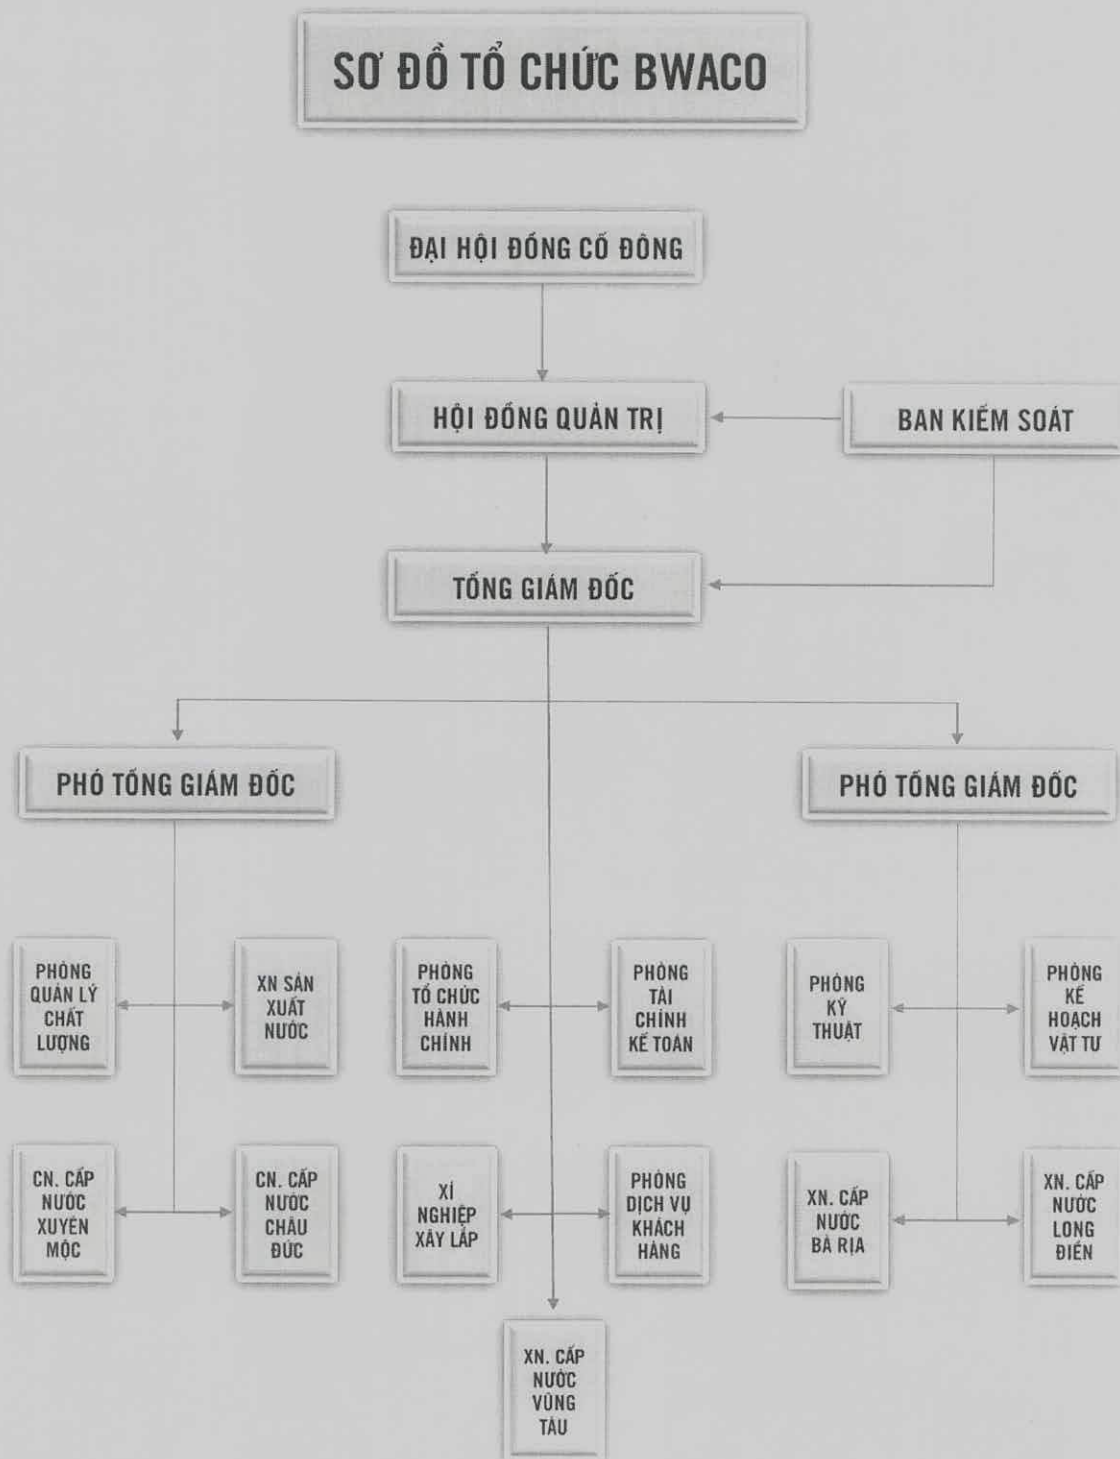 SƠ ĐỒ TỔ CHỨC BWACO
ĐẠI HỘI ĐỒNG CỔ ĐÔNG
HỘI ĐỒNG QUẢN TRỊ
BAN KIỂM SOÁT
TỔNG GIÁM ĐỐC
PHÓ TỔNG GIÁM ĐỐC
PHÓ TỔNG GIÁM ĐỐC
PHÒNG
QUẢN LÝ
CHẤT
LƯỢNG
XN SẢN
XUẤT
NƯỚC
PHÒNG
TỔ CHỨC
HÀNH
CHÍNH
PHÒNG
TÀI
CHÍNH
KẾ TOÁN
PHÒNG
KỸ
THUẬT
PHÒNG
KẾ
HOẠCH
VẬT TƯ
CN. CẤP
NƯỚC
XUYÊN
MỘC
CN. CẤP
NƯỚC
CHÂU
ĐỨC
XÍ
NGHIỆP
XÂY LẮP
PHÒNG
DỊCH VỤ
KHÁCH
HÀNG
XN. CẤP
NƯỚC
BÀ RỊA
XN. CẤP
NƯỚC
LONG
ĐIỀN
XN. CẤP
NƯỚC
VŨNG
TÀU